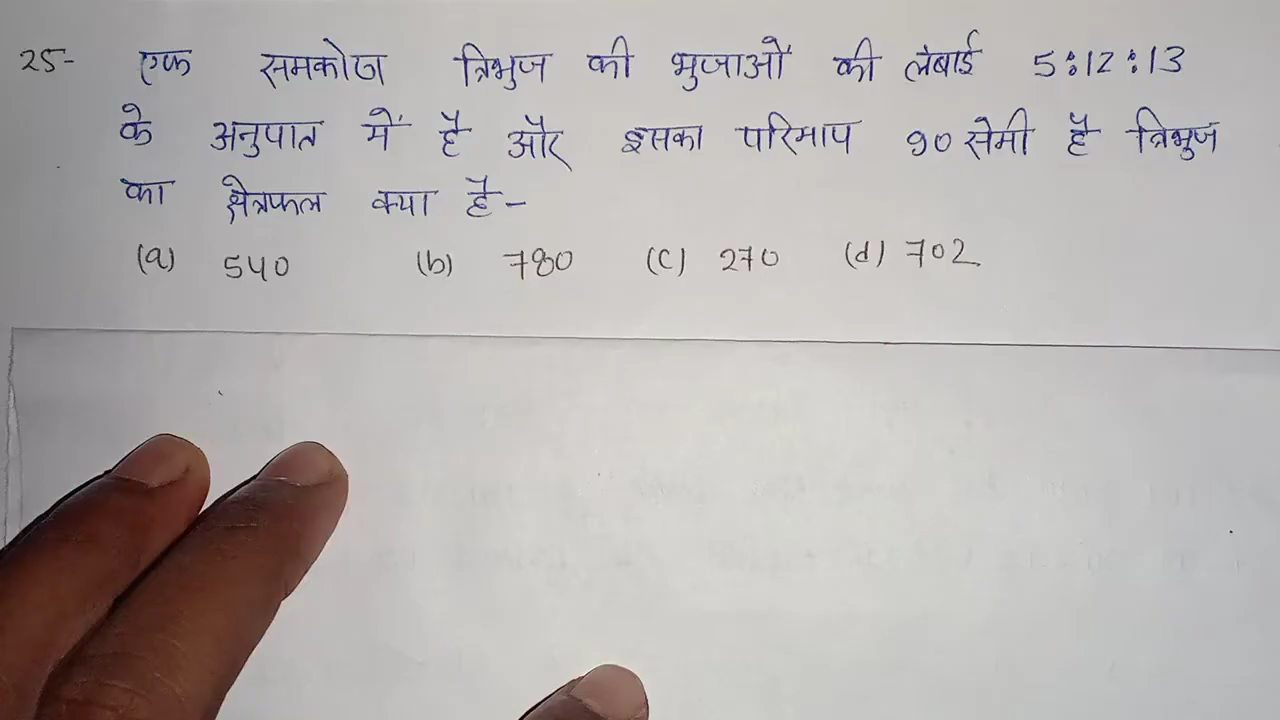 25- एक समकोण त्रिभुज की भुजाओं की लंबाई 5:12:13
के अनुपात में है और इसका परिमाप 90 सेमी है त्रिभुज
का क्षेत्रफल क्या है-
(a) 540 (b) 780 (c) 270 (d) 702